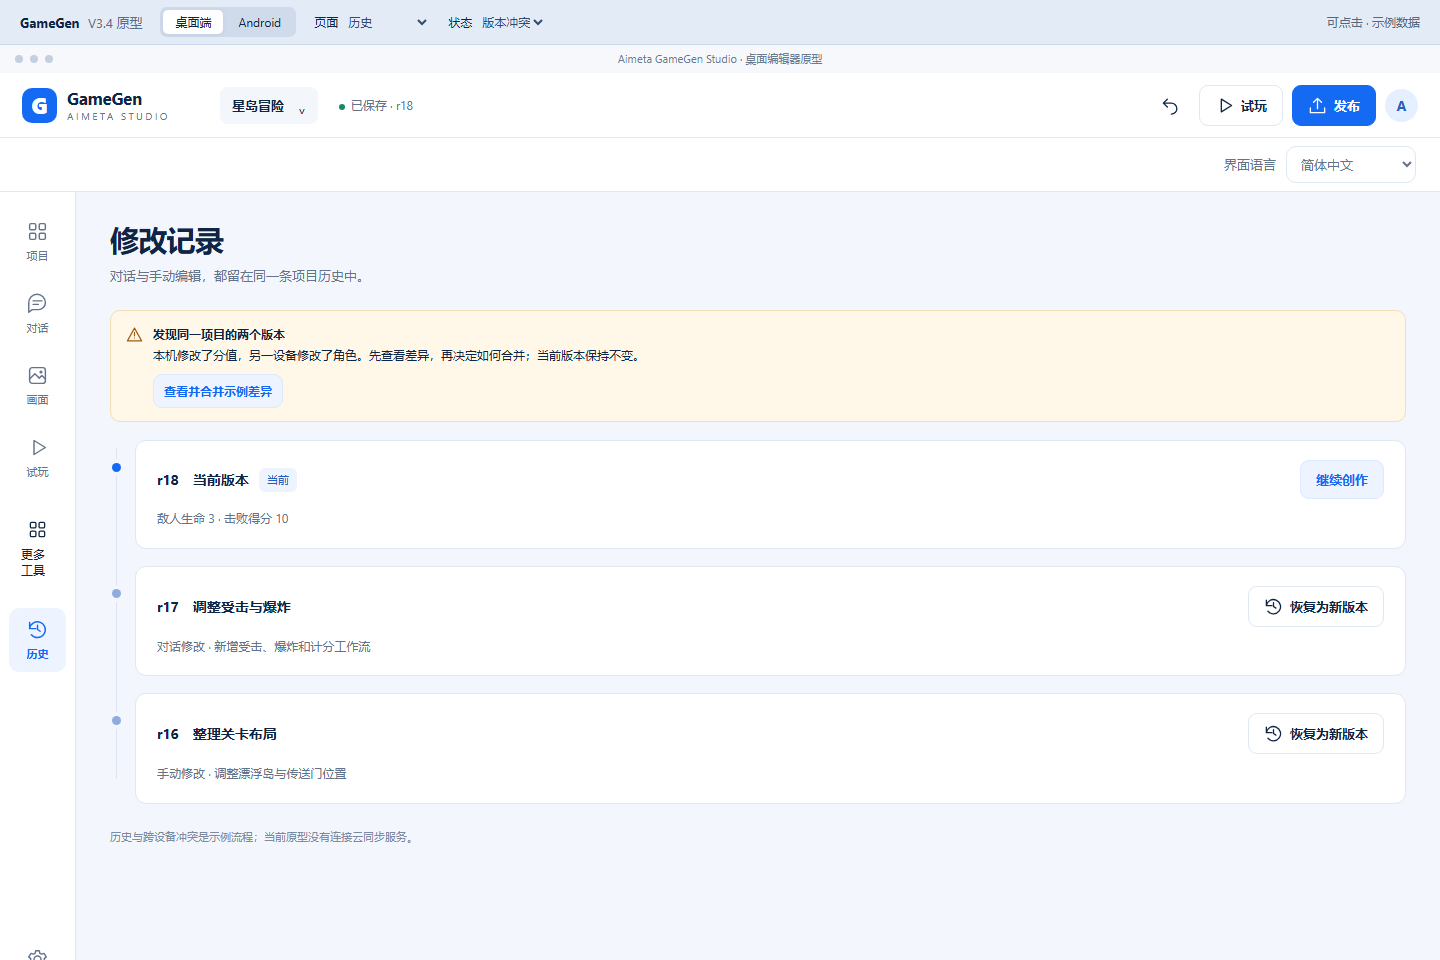 GameGen V3.4 原型 桌面端 Android 页面 历史 状态 版本冲突 可点击 · 示例数据
Aimeta GameGen Studio · 桌面编辑器原型
G GameGen
AIMETA STUDIO
星岛冒险 已保存 · r18 试玩 发布 A
界面语言 简体中文
项目
对话
画面
试玩
更多
工具
历史
修改记录
对话与手动编辑，都留在同一条项目历史中。
发现同一项目的两个版本
本机修改了分值，另一设备修改了角色。先查看差异，再决定如何合并；当前版本保持不变。
查看并合并示例差异
r18 当前版本 当前 继续创作
敌人生命 3 · 击败得分 10
r17 调整受击与爆炸 恢复为新版本
对话修改 · 新增受击、爆炸和计分工作流
r16 整理关卡布局 恢复为新版本
手动修改 · 调整漂浮岛与传送门位置
历史与跨设备冲突是示例流程；当前原型没有连接云同步服务。